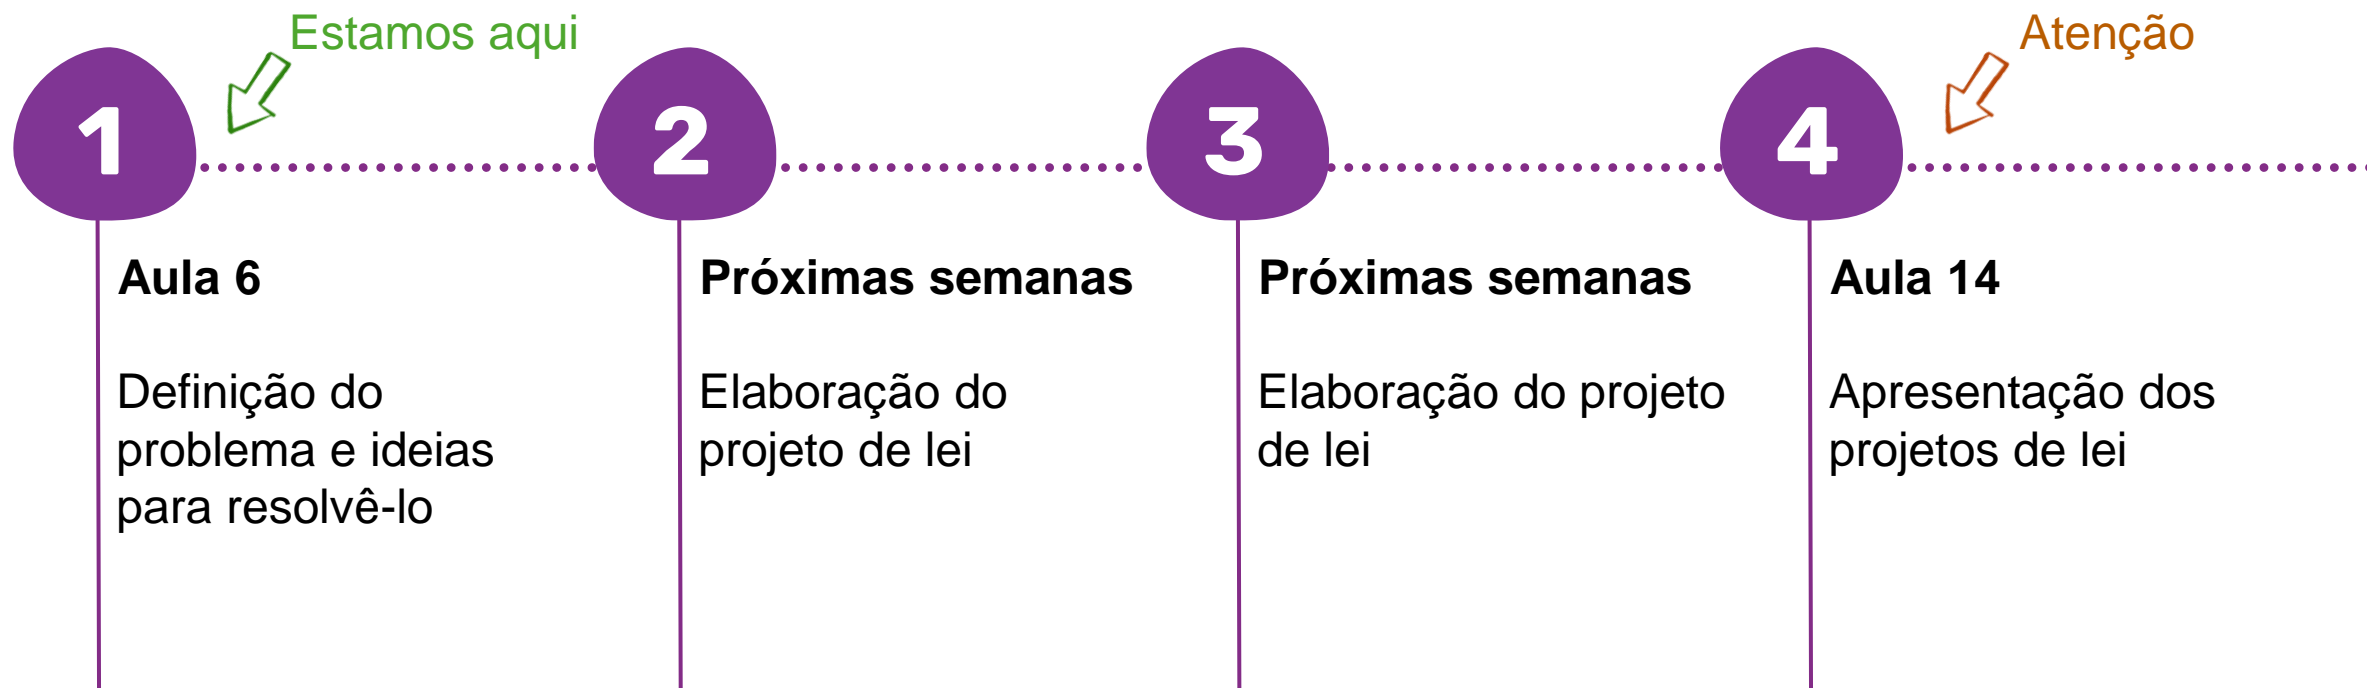 Estamos aqui
Atenção
1
2
3
4
Aula 6
Definição do
problema e ideias
para resolvê-lo
Próximas semanas
Elaboração do
projeto de lei
Próximas semanas
Elaboração do projeto
de lei
Aula 14
Apresentação dos
projetos de lei